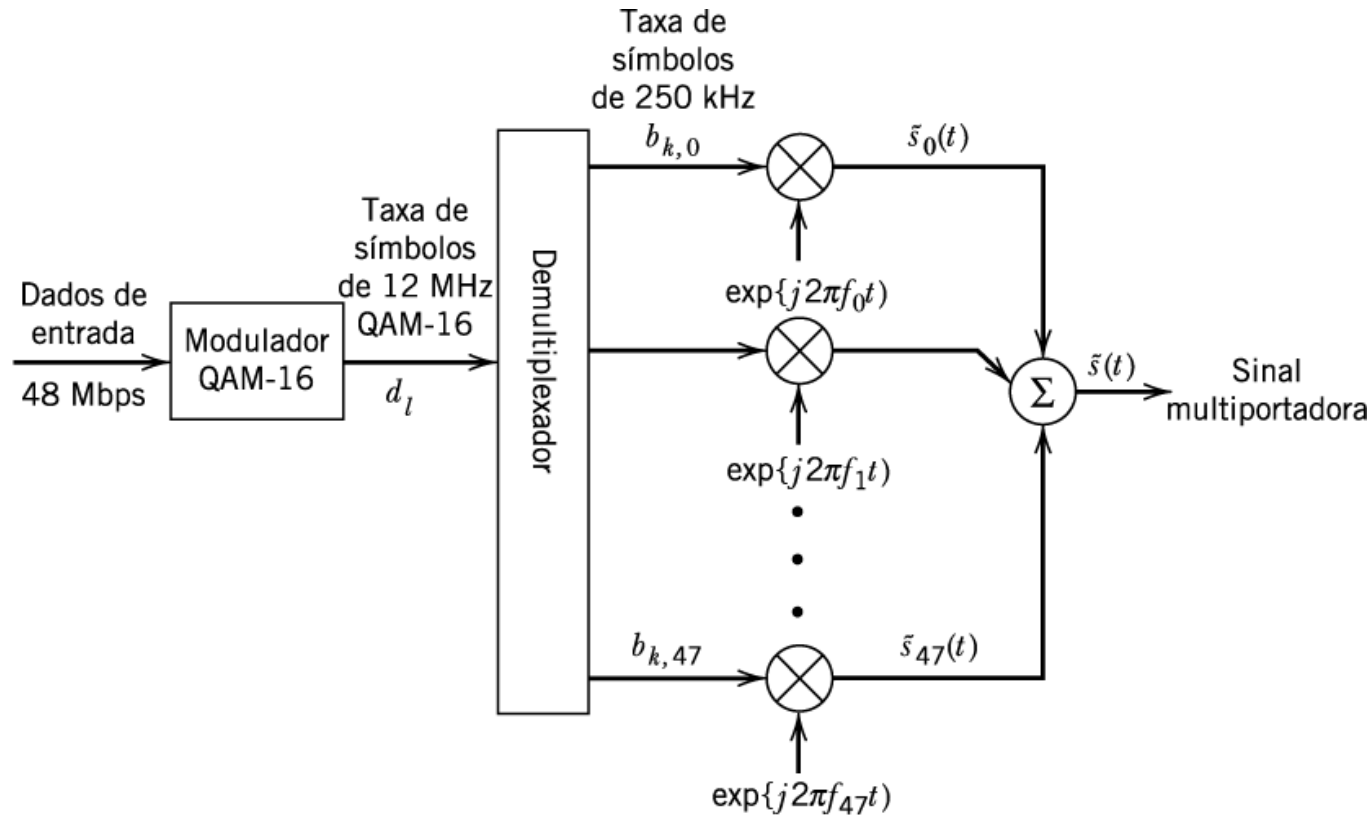 Taxa de
símbolos
de 250 kHz
b_{k,0}
s̃_0(t)
Taxa de
símbolos
de 12 MHz
QAM-16
Dados de
entrada
48 Mbps
Modulador
QAM-16
d_l
Demultiplexador
exp{j2πf_0t)
exp{j2πf_1t)
Σ
s̃(t)
Sinal
multiportadora
b_{k,47}
s̃_47(t)
exp{j2πf_47t)